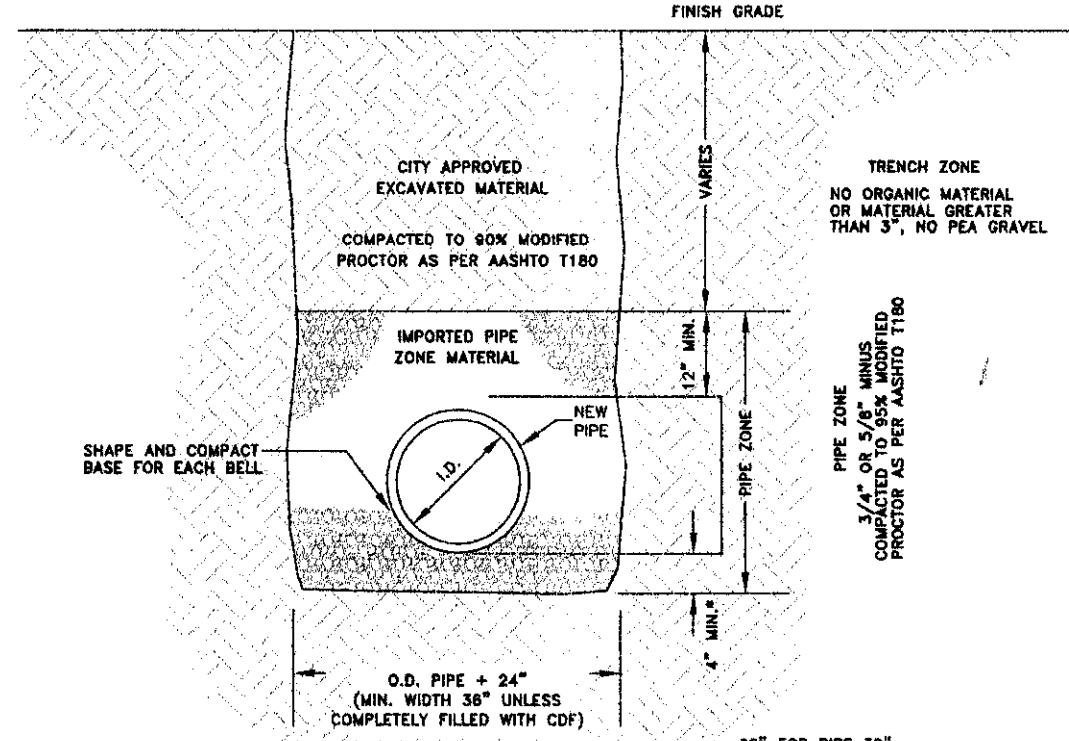 FINISH GRADE
CITY APPROVED
EXCAVATED MATERIAL
COMPACTED TO 90% MODIFIED
PROCTOR AS PER AASHTO T180
VARIES
TRENCH ZONE
NO ORGANIC MATERIAL
OR MATERIAL GREATER
THAN 3", NO PEA GRAVEL
IMPORTED PIPE
ZONE MATERIAL
12" MIN.
NEW
PIPE
SHAPE AND COMPACT
BASE FOR EACH BELL
I.D.
PIPE ZONE
PIPE ZONE
3/4" OR 5/8" MINUS
COMPACTED TO 95% MODIFIED
PROCTOR AS PER AASHTO T180
4" MIN.*
O.D. PIPE + 24"
(MIN. WIDTH 36" UNLESS
COMPLETELY FILLED WITH CDF)
FOR PIPE